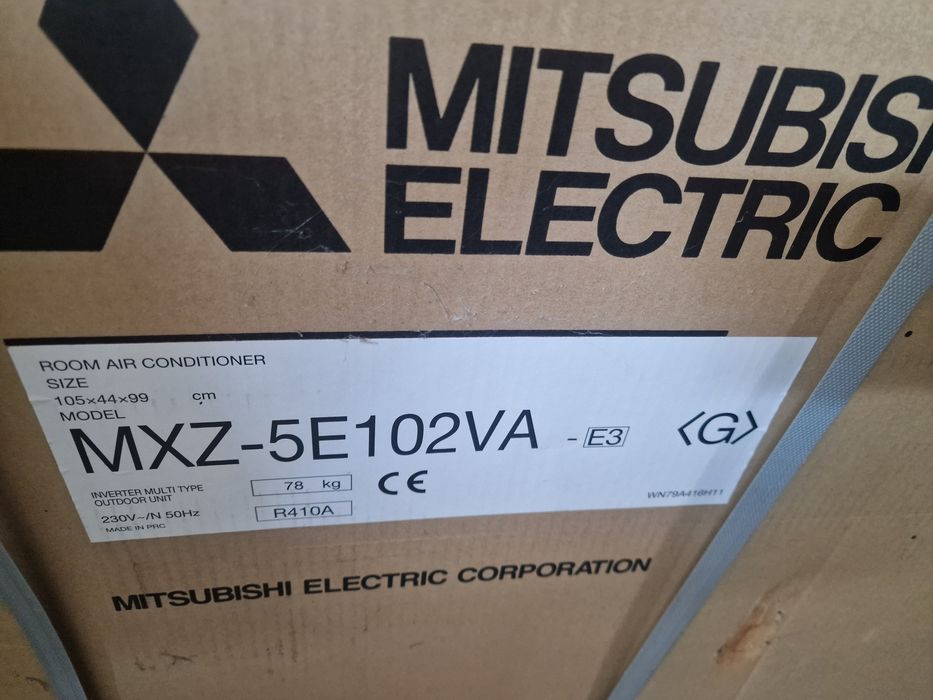 MITSUBIS
ELECTRIC
ROOM AIR CONDITIONER
SIZE
105×44×99 cm
MODEL
MXZ-5E102VA -E3 <G>
INVERTER MULTI TYPE
OUTDOOR UNIT
78 kg
CE
230V~/N 50Hz
R410A
MADE IN PRC
WN79A416H11
MITSUBISHI ELECTRIC CORPORATION